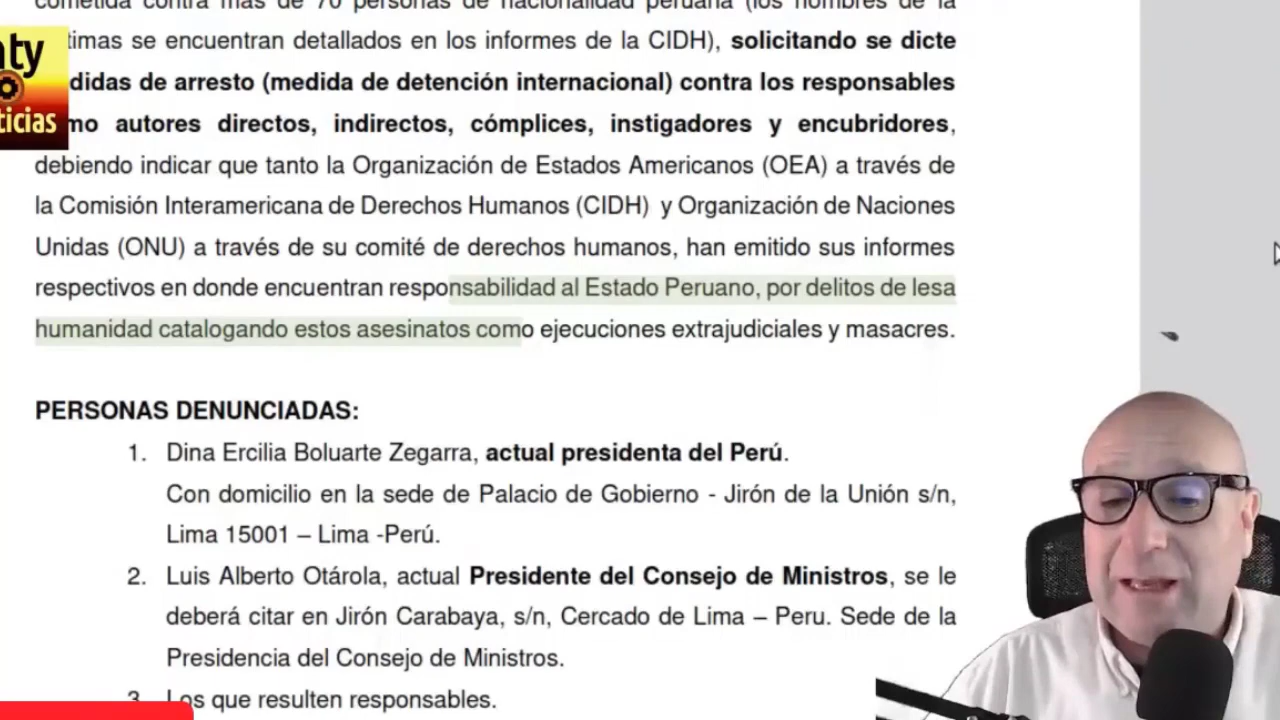 cometida contra más de 70 personas de nacionalidad peruana (los nombres de la
timas se encuentran detallados en los informes de la CIDH), solicitando se dicte
didas de arresto (medida de detención internacional) contra los responsables
mo autores directos, indirectos, cómplices, instigadores y encubridores,
debiendo indicar que tanto la Organización de Estados Americanos (OEA) a través de
la Comisión Interamericana de Derechos Humanos (CIDH) y Organización de Naciones
Unidas (ONU) a través de su comité de derechos humanos, han emitido sus informes
respectivos en donde encuentran responsabilidad al Estado Peruano, por delitos de lesa
humanidad catalogando estos asesinatos como ejecuciones extrajudiciales y masacres.
PERSONAS DENUNCIADAS:
1. Dina Ercilia Boluarte Zegarra, actual presidenta del Perú.
Con domicilio en la sede de Palacio de Gobierno - Jirón de la Unión s/n,
Lima 15001 – Lima -Perú.
2. Luis Alberto Otárola, actual Presidente del Consejo de Ministros, se le
deberá citar en Jirón Carabaya, s/n, Cercado de Lima – Peru. Sede de la
Presidencia del Consejo de Ministros.
3. Los que resulten responsables.
aty
ticias